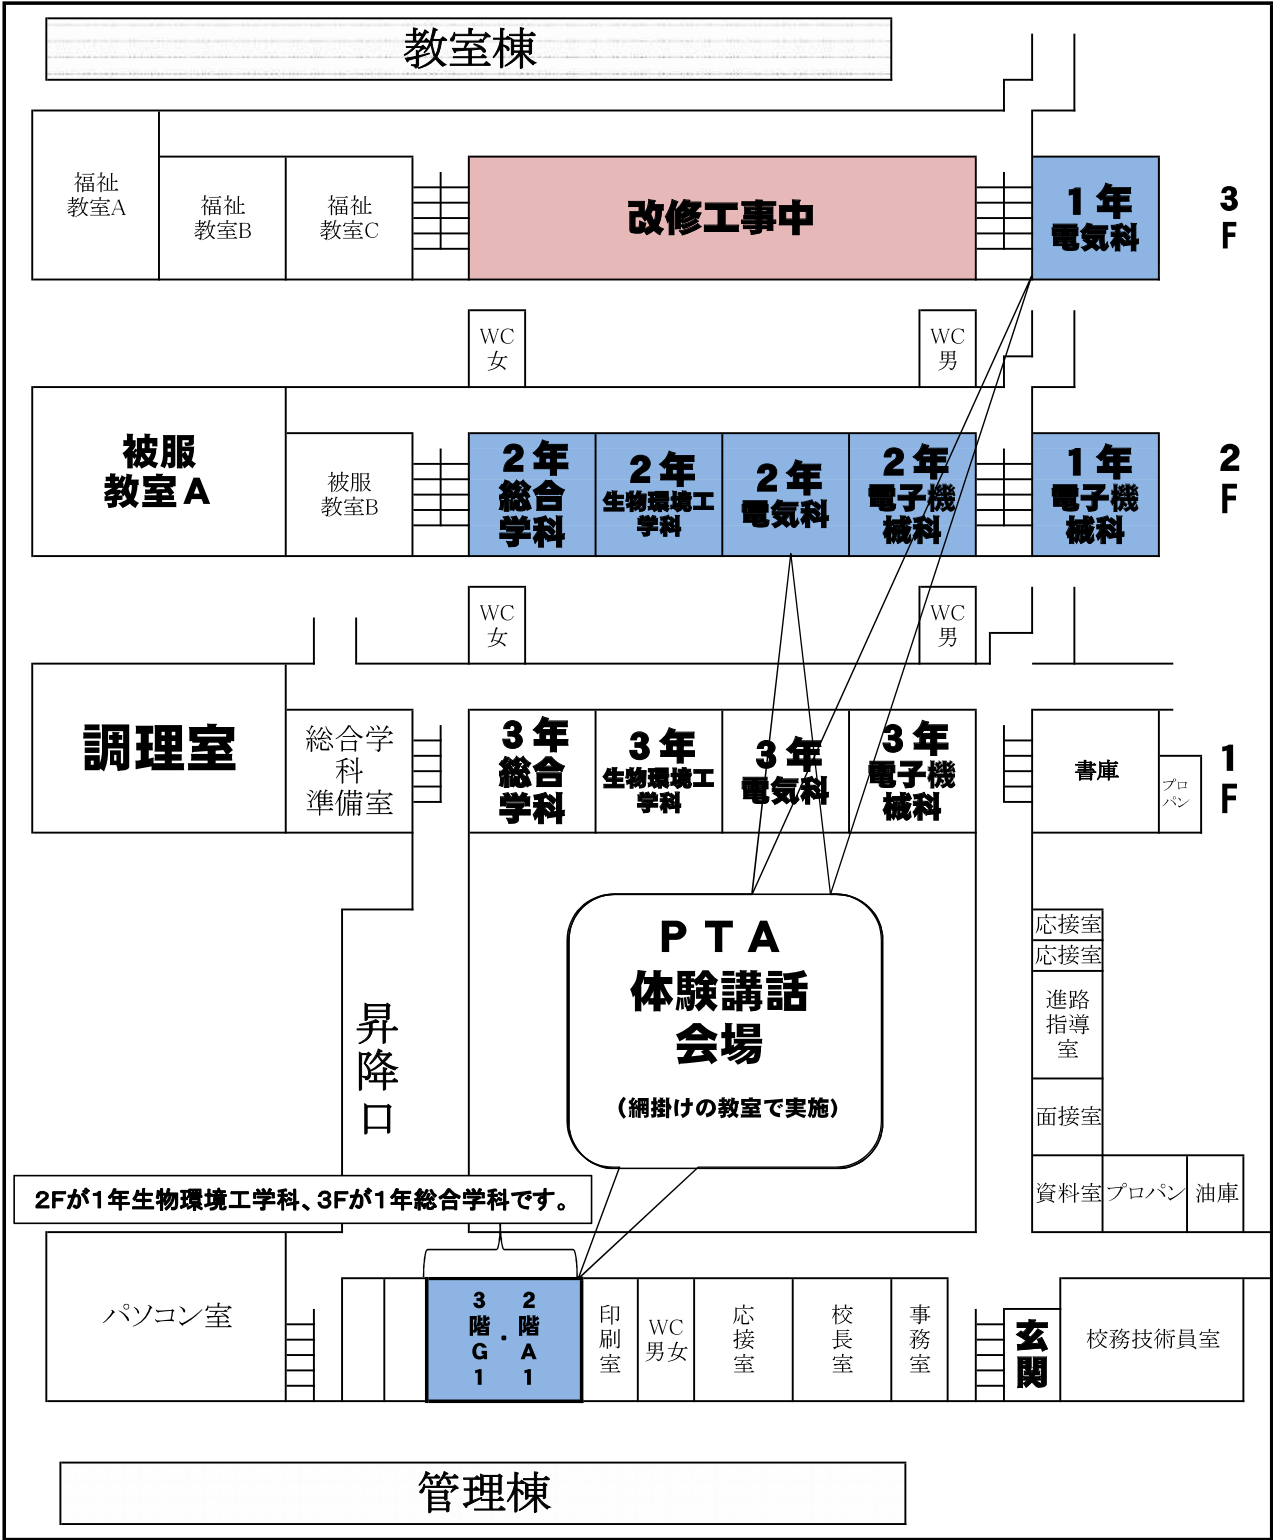 教室棟
福祉
教室A
福祉
教室B
福祉
教室C
改修工事中
1年
電気科
3
F
WC
女
WC
男
被服
教室A
被服
教室B
2年
総合
学科
2年
生物環境工
学科
2年
電気科
2年
電子機
械科
1年
電子機
械科
2
F
WC
女
WC
男
調理室
総合学
科
準備室
3年
総合
学科
3年
生物環境工
学科
3年
電気科
3年
電子機
械科
書庫
プロ
パン
1
F
昇降口
PTA
体験講話
会場
(網掛けの教室で実施)
応接室
応接室
進路
指導
室
面接室
資料室
プロパン
油庫
2Fが1年生物環境工学科、3Fが1年総合学科です。
パソコン室
2階A1
・
3階G1
印刷室
WC
男女
応接室
校長室
事務室
玄関
校務技術員室
管理棟